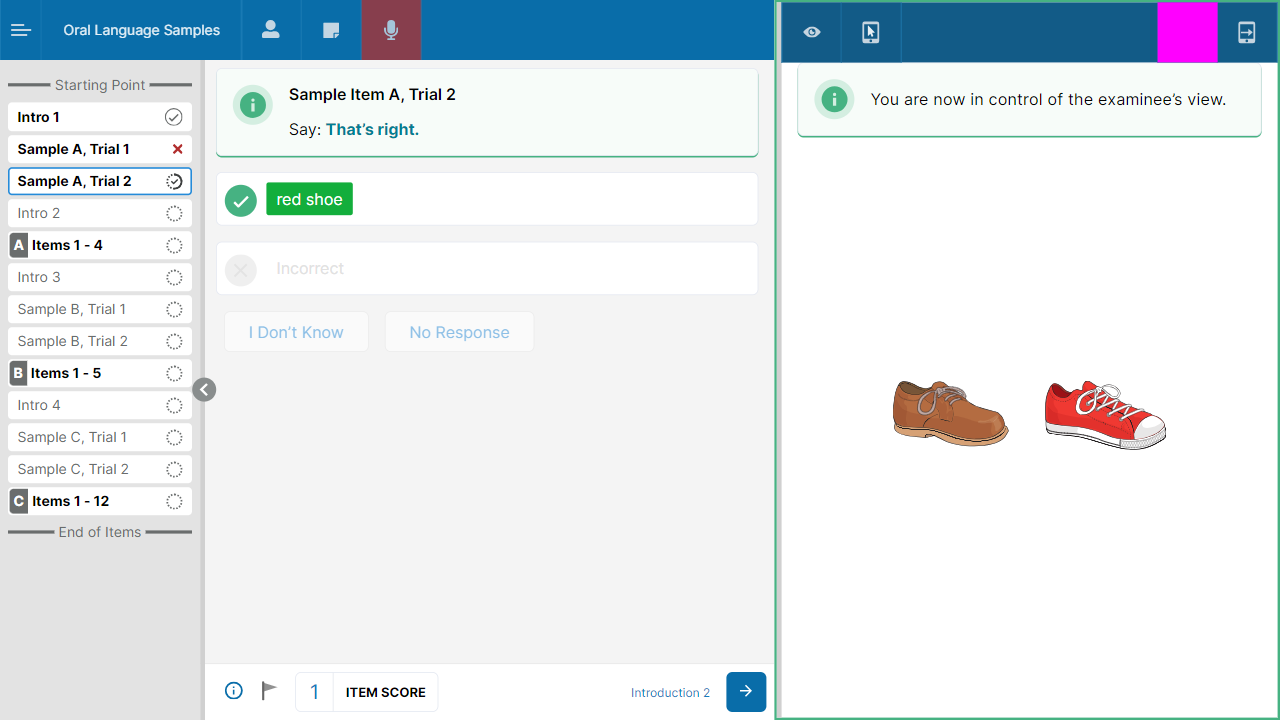 Oral Language Samples
Starting Point
Intro 1
Sample A, Trial 1
Sample A, Trial 2
Intro 2
A Items 1 - 4
Intro 3
Sample B, Trial 1
Sample B, Trial 2
B Items 1 - 5
Intro 4
Sample C, Trial 1
Sample C, Trial 2
C Items 1 - 12
End of Items
Sample Item A, Trial 2
Say: That’s right.
red shoe
Incorrect
I Don’t Know
No Response
1 ITEM SCORE
Introduction 2
You are now in control of the examinee’s view.